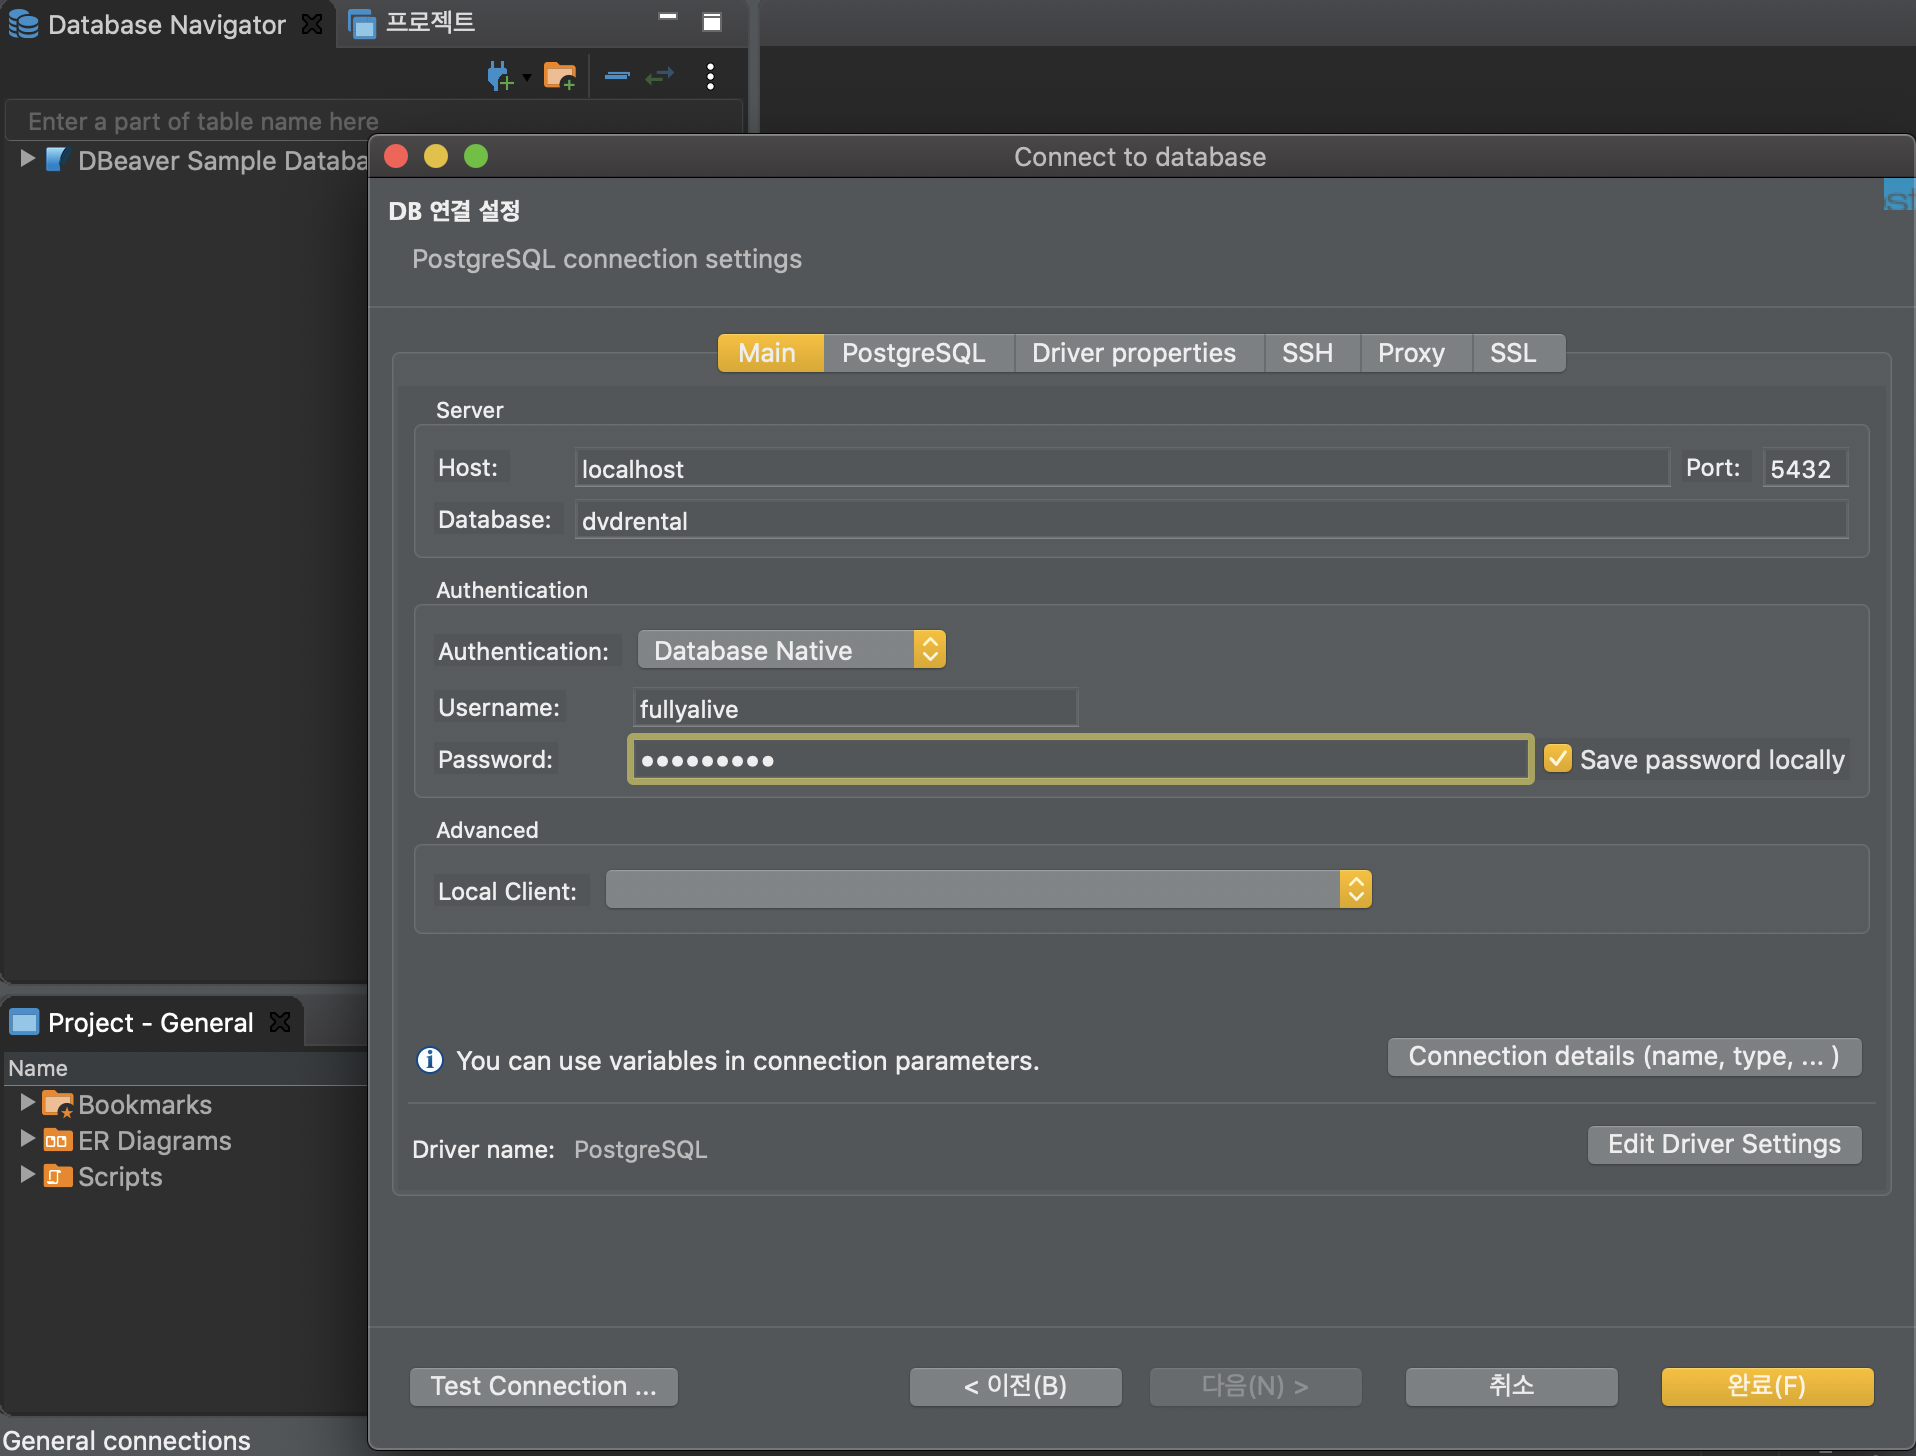 Database Navigator
프로젝트
Enter a part of table name here
DBeaver Sample Databa
Connect to database
DB 연결 설정
PostgreSQL connection settings
Main
PostgreSQL
Driver properties
SSH
Proxy
SSL
Server
Host:
localhost
Port:
5432
Database:
dvdrental
Authentication
Authentication:
Database Native
Username:
fullyalive
Password:
•••••••••
Save password locally
Advanced
Local Client:
You can use variables in connection parameters.
Connection details (name, type, ... )
Driver name:
PostgreSQL
Edit Driver Settings
Test Connection ...
< 이전(B)
다음(N) >
취소
완료(F)
Project - General
Name
Bookmarks
ER Diagrams
Scripts
General connections